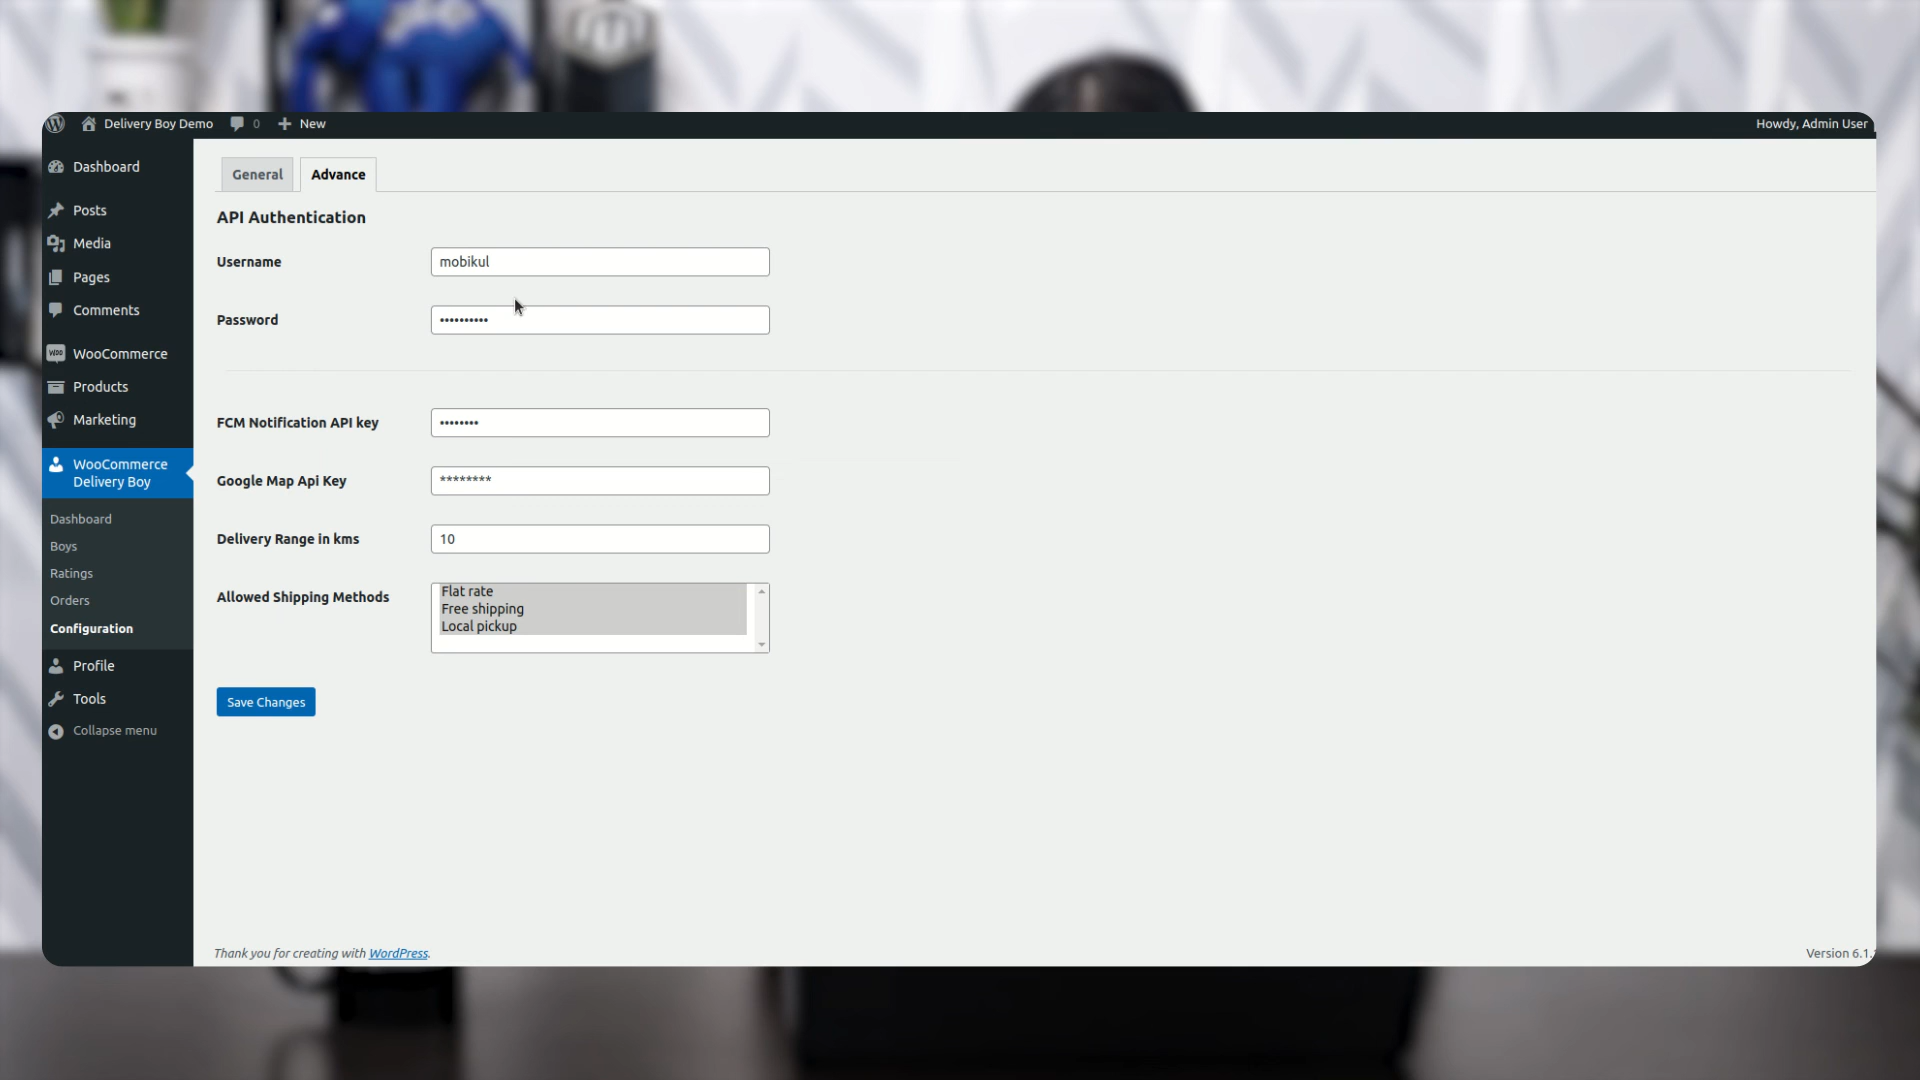 Delivery Boy Demo 0 New Howdy, Admin User
Dashboard
Posts
Media
Pages
Comments
WooCommerce
Products
Marketing
WooCommerce
Delivery Boy
Dashboard
Boys
Ratings
Orders
Configuration
Profile
Tools
Collapse menu
General Advance
API Authentication
Username mobikul
Password ••••••••••
FCM Notification API key ••••••••
Google Map Api Key ********
Delivery Range in kms 10
Allowed Shipping Methods Flat rate
Free shipping
Local pickup
Save Changes
Thank you for creating with WordPress. Version 6.1.